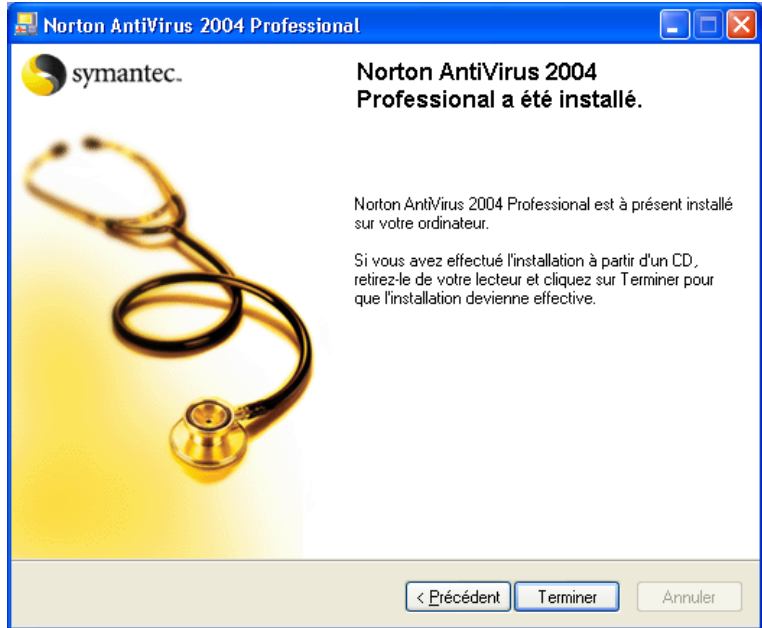 Norton AntiVirus 2004 Professional
symantec.
Norton AntiVirus 2004
Professional a été installé.
Norton AntiVirus 2004 Professional est à présent installé
sur votre ordinateur.
Si vous avez effectué l'installation à partir d'un CD,
retirez-le de votre lecteur et cliquez sur Terminer pour
que l'installation devienne effective.
< Précédent
Terminer
Annuler